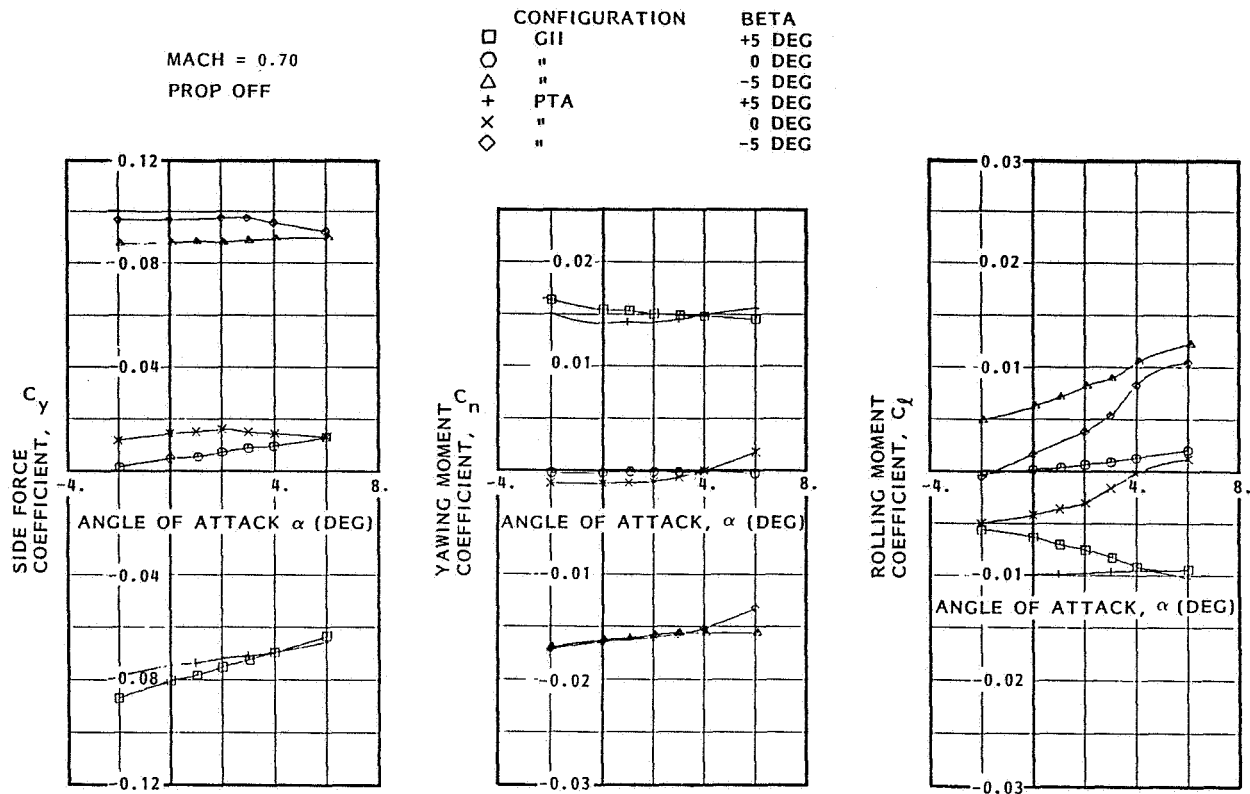 CONFIGURATION BETA
GII +5 DEG
" 0 DEG
" -5 DEG
PTA +5 DEG
" 0 DEG
" -5 DEG
MACH = 0.70
PROP OFF
0.12
0.08
0.04
-4.
4.
8.
ANGLE OF ATTACK α (DEG)
-0.04
-0.08
-0.12
SIDE FORCE
COEFFICIENT, Cy
0.02
0.01
-4.
4.
8.
ANGLE OF ATTACK, α (DEG)
-0.01
-0.02
-0.03
YAWING MOMENT
COEFFICIENT, Cn
0.03
0.02
0.01
-4.
4.
8.
-0.01
ANGLE OF ATTACK, α (DEG)
-0.02
-0.03
ROLLING MOMENT
COEFFICIENT, Cℓ